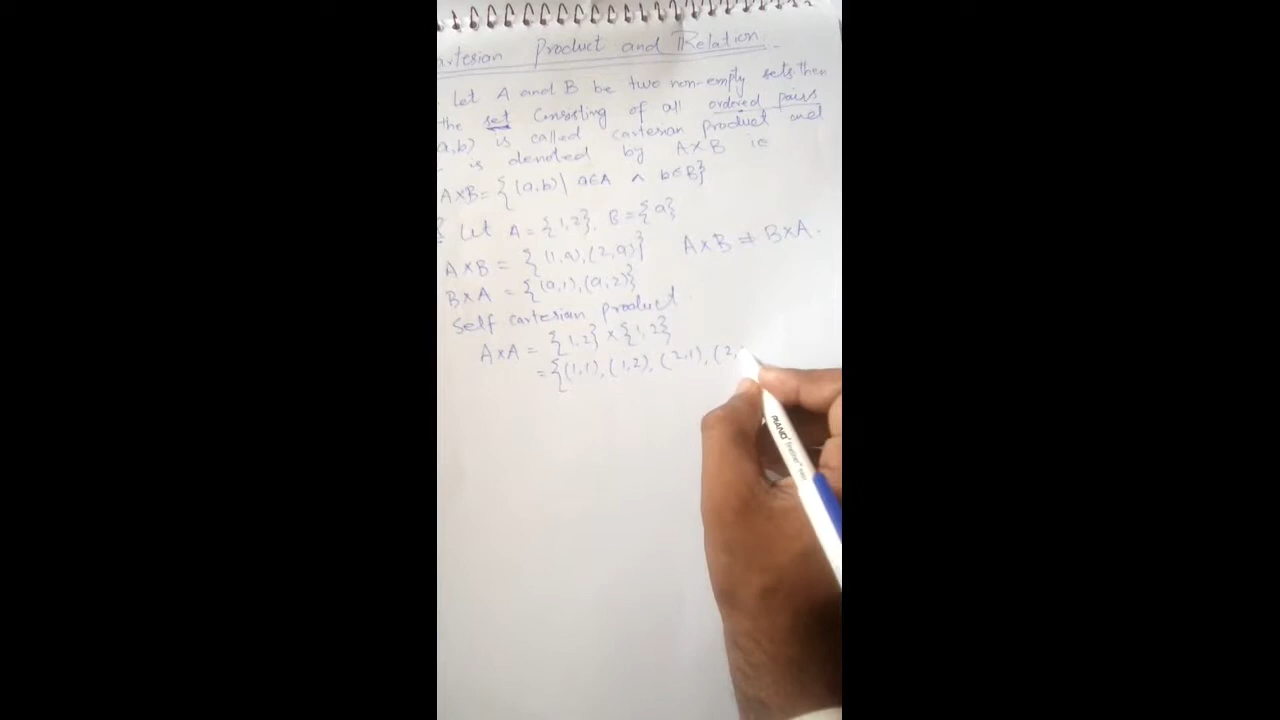 artesian Product and Relation
Let A and B be two non-empty sets. then
the set Consisting of all ordered pairs
a,b) is called cartesian product and
is denoted by A×B ie
A×B = {(a,b) | a∈A ∧ b∈B}
Let A = {1,2}, B = {a}
A×B = {(1,a),(2,a)}
A×B ≠ B×A.
B×A = {(a,1),(a,2)}
Self cartesian product
A×A = {1,2} × {1,2}
= {(1,1), (1,2), (2,1), (2,
PIANO